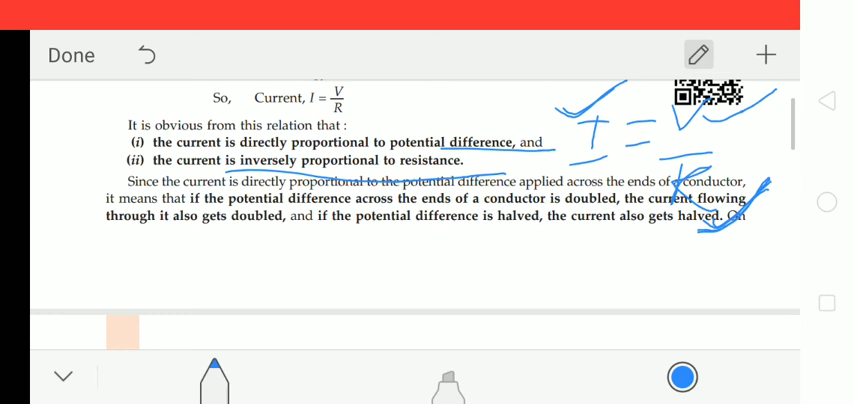 Done
So, Current, I = V/R
I = V/R
It is obvious from this relation that :
(i) the current is directly proportional to potential difference, and
(ii) the current is inversely proportional to resistance.
Since the current is directly proportional to the potential difference applied across the ends of a conductor,
it means that if the potential difference across the ends of a conductor is doubled, the current flowing
through it also gets doubled, and if the potential difference is halved, the current also gets halved. On